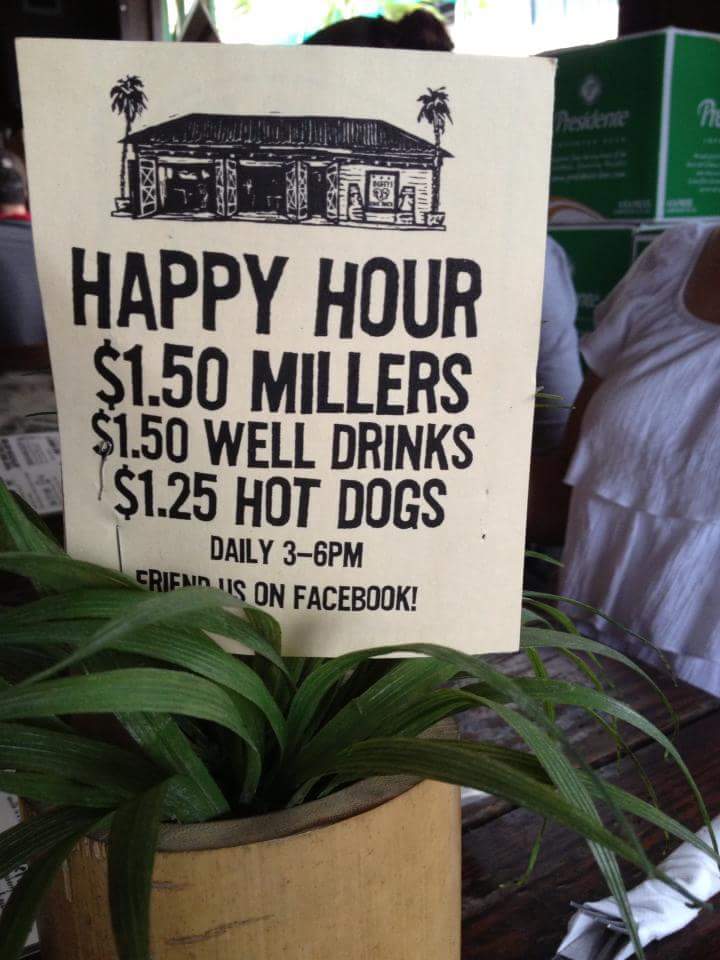 HAPPY HOUR
$1.50 MILLERS
$1.50 WELL DRINKS
$1.25 HOT DOGS
DAILY 3–6PM
FRIEND US ON FACEBOOK!
Presidente